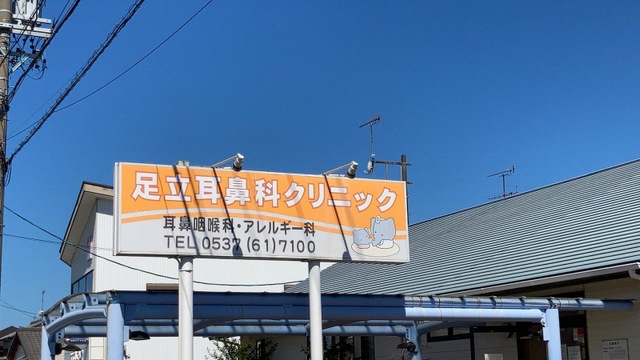 足立耳鼻科クリニック
耳鼻咽喉科・アレルギー科
TEL 0537 (61) 7100